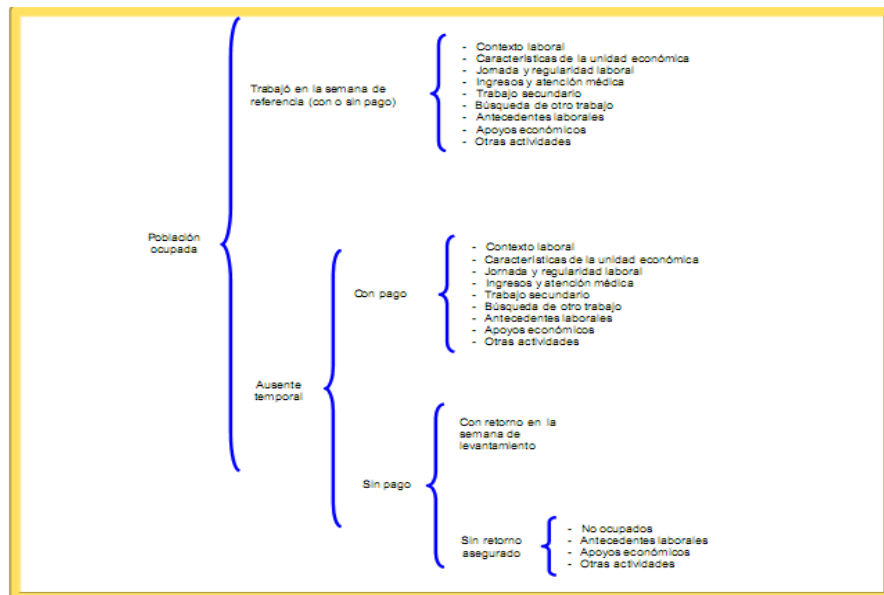 Trabajó en la semana de
referencia (con o sin pago)
- Contexto laboral
- Características de la unidad económica
- Jornada y regularidad laboral
- Ingresos y atención médica
- Trabajo secundario
- Búsqueda de otro trabajo
- Antecedentes laborales
- Apoyos económicos
- Otras actividades
Población
ocupada
Ausente
temporal
Con pago
- Contexto laboral
- Características de la unidad económica
- Jornada y regularidad laboral
- Ingresos y atención médica
- Trabajo secundario
- Búsqueda de otro trabajo
- Antecedentes laborales
- Apoyos económicos
- Otras actividades
Sin pago
Con retorno en la
semana de
levantamiento
Sin retorno
asegurado
- No ocupados
- Antecedentes laborales
- Apoyos económicos
- Otras actividades